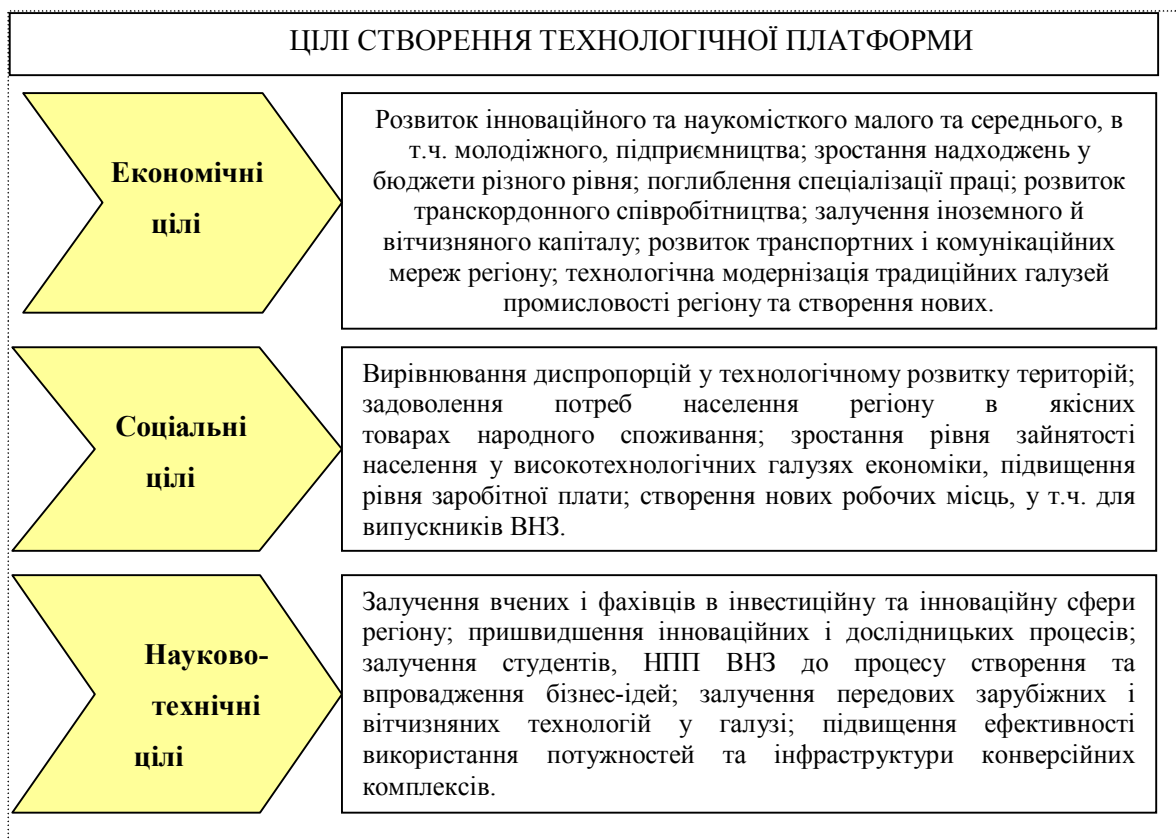 ЦІЛІ СТВОРЕННЯ ТЕХНОЛОГІЧНОЇ ПЛАТФОРМИ
Економічні
цілі
Розвиток інноваційного та наукомісткого малого та середнього, в
т.ч. молодіжного, підприємництва; зростання надходжень у
бюджети різного рівня; поглиблення спеціалізації праці; розвиток
транскордонного співробітництва; залучення іноземного й
вітчизняного капіталу; розвиток транспортних і комунікаційних
мереж регіону; технологічна модернізація традиційних галузей
промисловості регіону та створення нових.
Соціальні
цілі
Вирівнювання диспропорцій у технологічному розвитку територій;
задоволення потреб населення регіону в якісних
товарах народного споживання; зростання рівня зайнятості
населення у високотехнологічних галузях економіки, підвищення
рівня заробітної плати; створення нових робочих місць, у т.ч. для
випускників ВНЗ.
Науково-
технічні
цілі
Залучення вчених і фахівців в інвестиційну та інноваційну сфери
регіону; пришвидшення інноваційних і дослідницьких процесів;
залучення студентів, НПП ВНЗ до процесу створення та
впровадження бізнес-ідей; залучення передових зарубіжних і
вітчизняних технологій у галузі; підвищення ефективності
використання потужностей та інфраструктури конверсійних
комплексів.